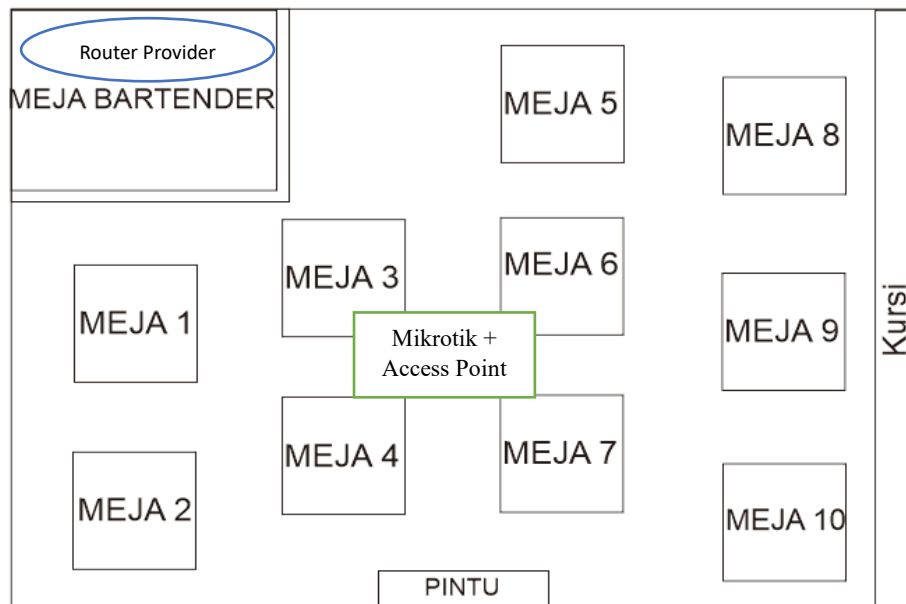 Router Provider
MEJA BARTENDER
MEJA 5
MEJA 8
MEJA 3
MEJA 6
MEJA 1
MEJA 9
Kursi
Mikrotik +
Access Point
MEJA 4
MEJA 7
MEJA 2
MEJA 10
PINTU